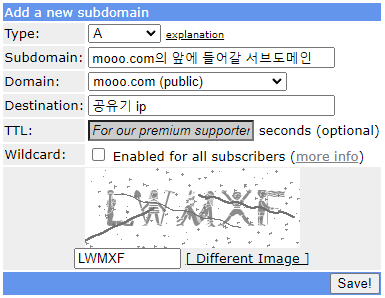 Add a new subdomain
Type: A explanation
Subdomain: mooo.com의 앞에 들어갈 서브도메인
Domain: mooo.com (public)
Destination: 공유기 ip
TTL: For our premium supporter seconds (optional)
Wildcard: Enabled for all subscribers (more info)
LWMXF
LWMXF [ Different Image ]
Save!